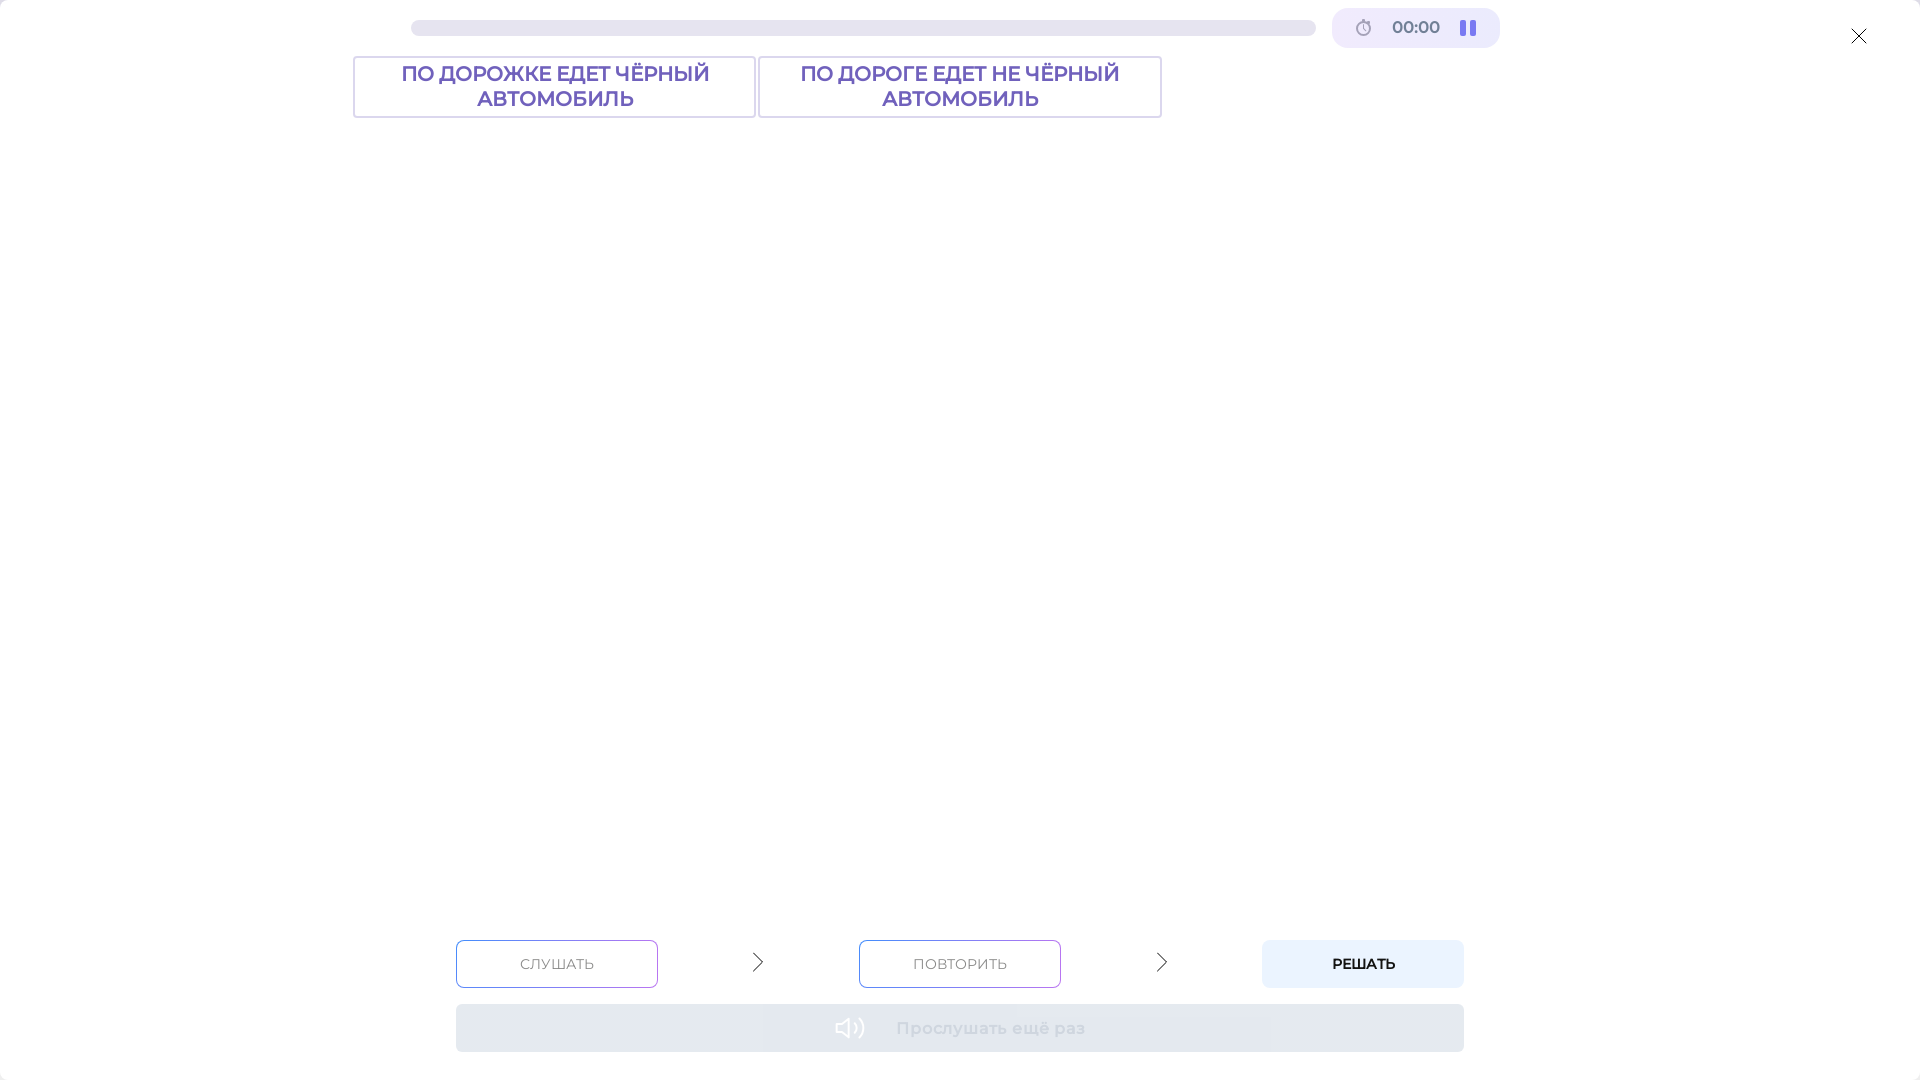 00:00
ПО ДОРОЖКЕ ЕДЕТ ЧЁРНЫЙ
АВТОМОБИЛЬ
ПО ДОРОГЕ ЕДЕТ НЕ ЧЁРНЫЙ
АВТОМОБИЛЬ
СЛУШАТЬ
ПОВТОРИТЬ
РЕШАТЬ
Прослушать ещё раз